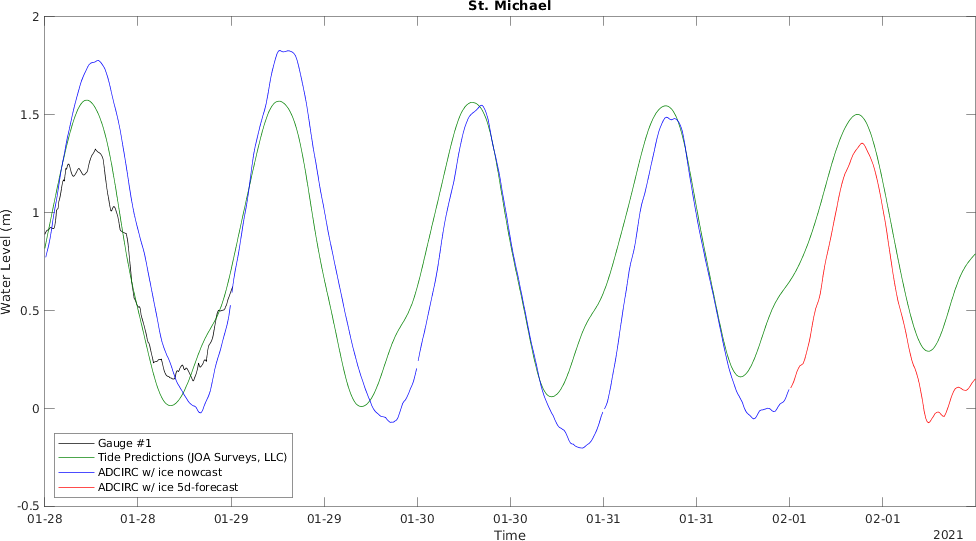 St. Michael
2
1.5
1
0.5
0
-0.5
Water Level (m)
Gauge #1
Tide Predictions (JOA Surveys, LLC)
ADCIRC w/ ice nowcast
ADCIRC w/ ice 5d-forecast
01-28 01-28 01-29 01-29 01-30 01-30 01-31 01-31 02-01 02-01
Time
2021